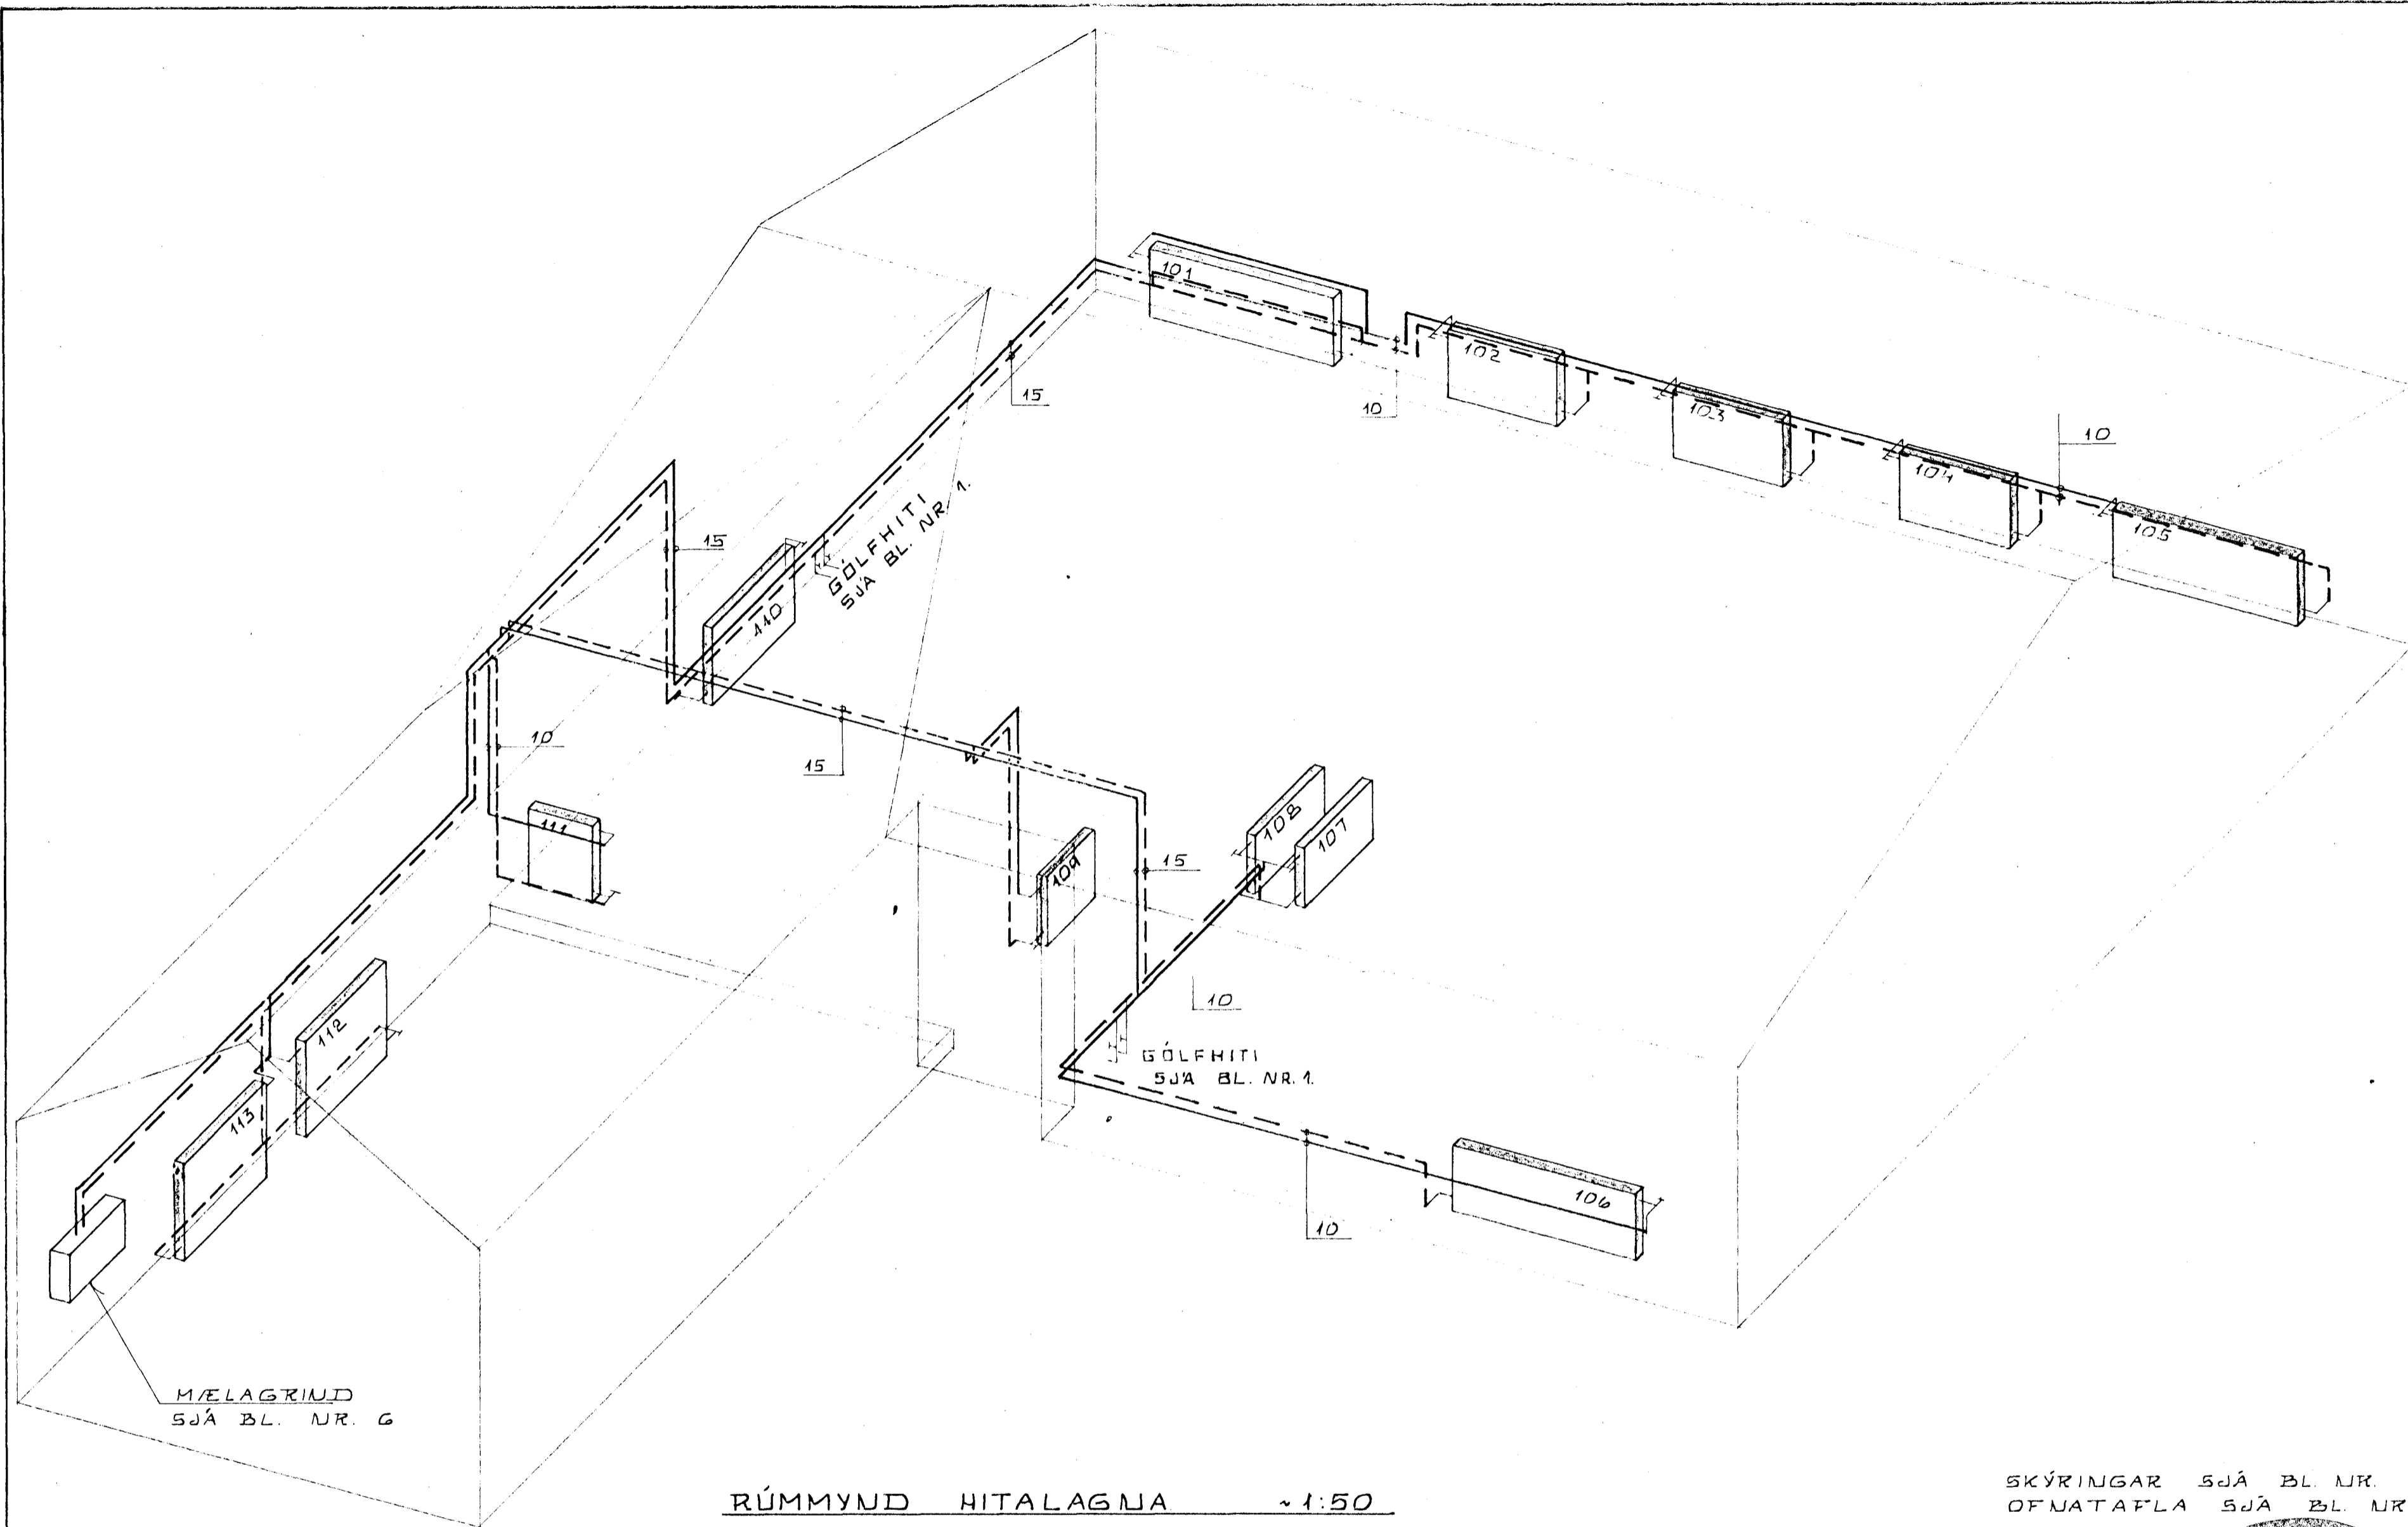 101
102
103
104
105
15
10
10
GÓLFHITI
SJÁ BL. NR. 1.
15
110
10
15
111
109
108
107
15
10
GÓLFHITI
SJÁ BL. NR. 1.
112
113
106
10
MÆLAGRIND
SJÁ BL. NR. 6
RÚMMYND HITALAGNA ~ 1:50
SKÝRINGAR SJÁ BL. NR.
OFNATAFLA SJÁ BL. NR